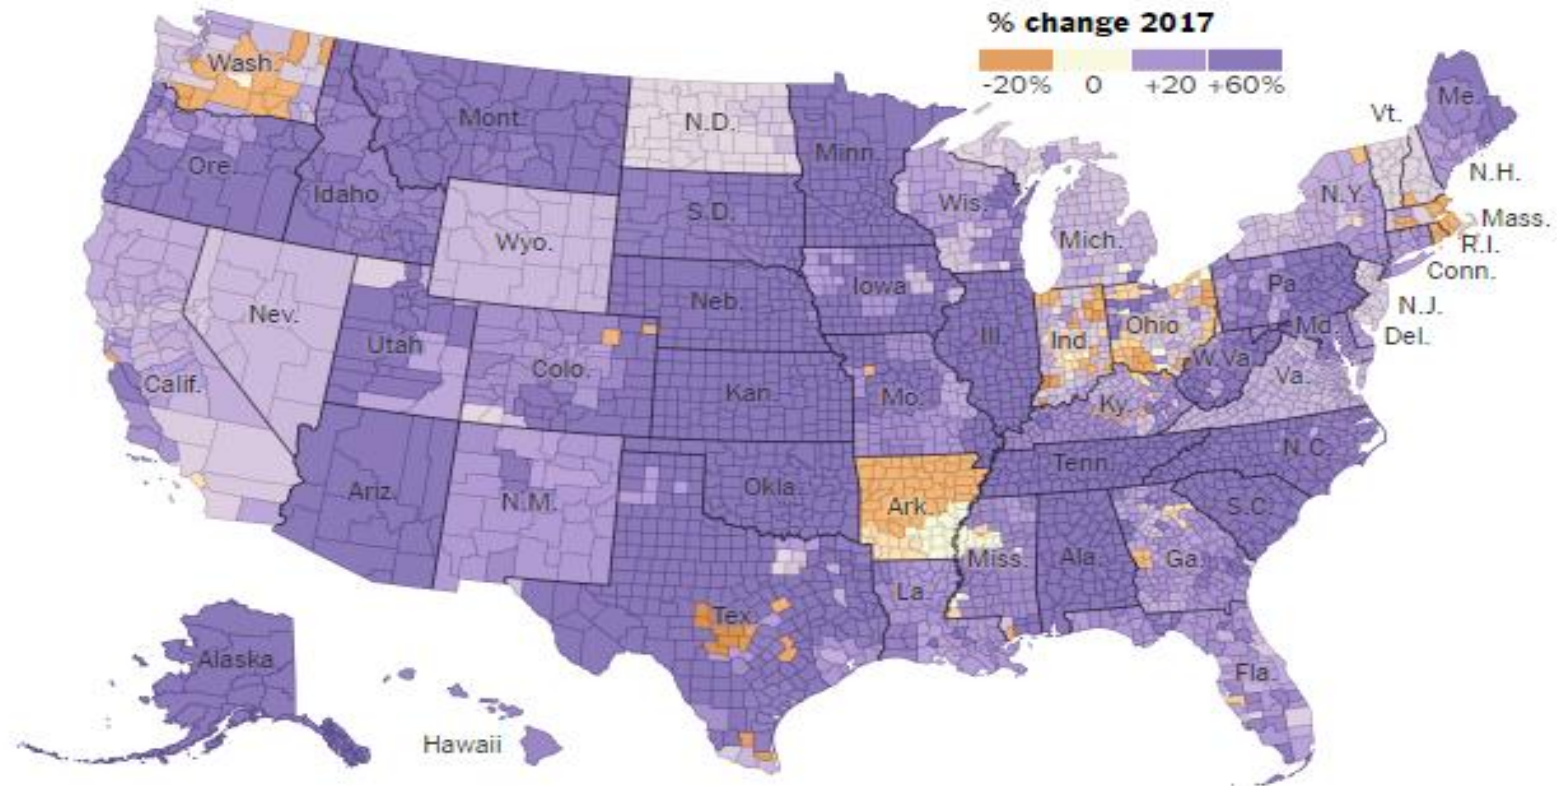 % change 2017
-20% 0 +20 +60%
Wash.
Mont.
N.D.
Minn.
Vt.
Me.
Ore.
Idaho
S.D.
Wis.
N.Y.
N.H.
Mass.
Wyo.
Mich.
R.I.
Conn.
Nev.
Neb.
Iowa
Pa.
N.J.
Utah
Ill.
Ind.
Ohio
Md.
Del.
Calif.
Colo.
Kan.
Mo.
W.Va.
Va.
Ky.
Ariz.
N.M.
Okla.
Ark.
Tenn.
N.C.
S.C.
Tex.
La.
Miss.
Ala.
Ga.
Alaska
Fla.
Hawaii